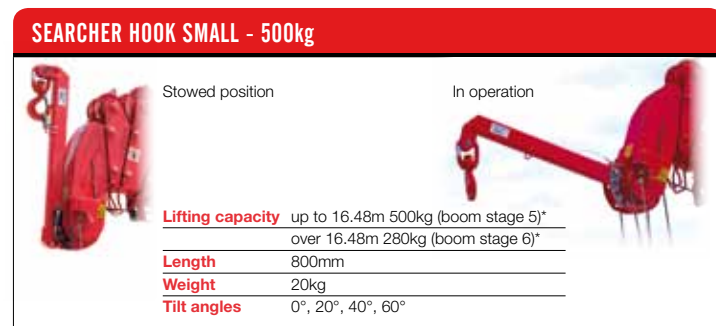 SEARCHER HOOK SMALL - 500kg
Stowed position
In operation
Lifting capacity up to 16.48m 500kg (boom stage 5)*
over 16.48m 280kg (boom stage 6)*
Length 800mm
Weight 20kg
Tilt angles 0°, 20°, 40°, 60°